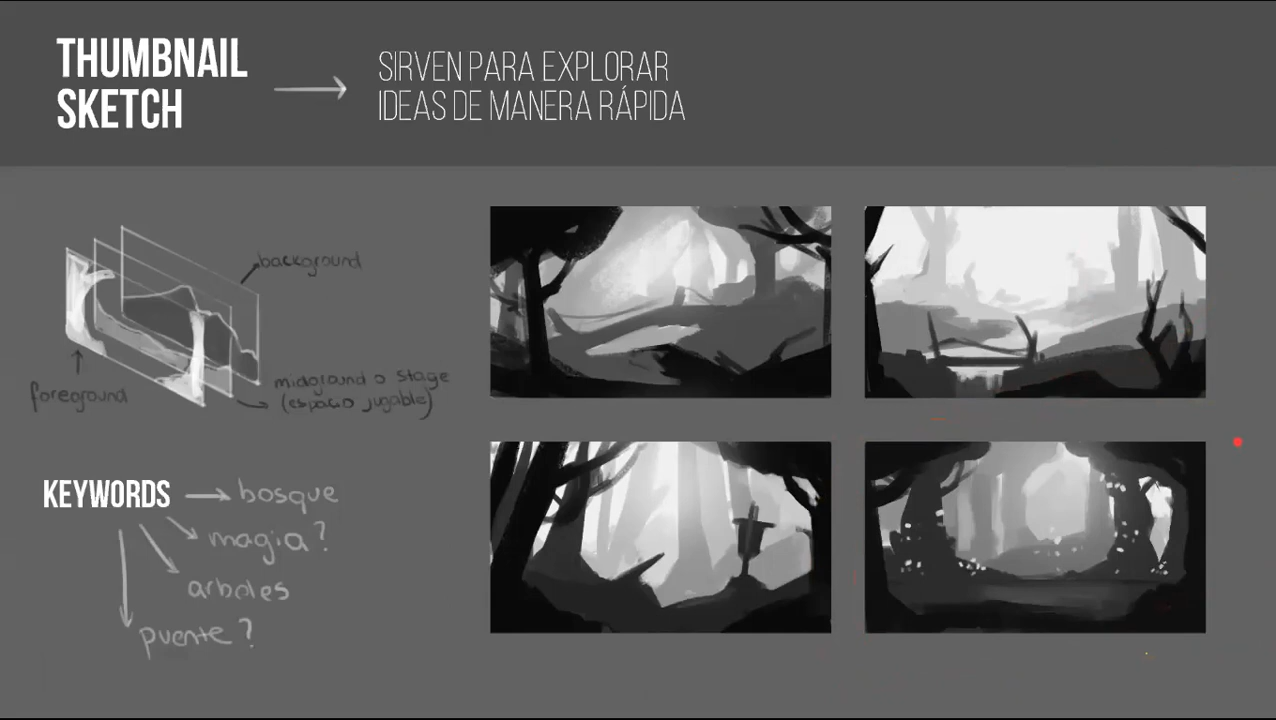 THUMBNAIL
SKETCH
SIRVEN PARA EXPLORAR
IDEAS DE MANERA RÁPIDA
background
foreground
midground o stage
(espacio jugable)
KEYWORDS
bosque
magia?
arboles
puente?